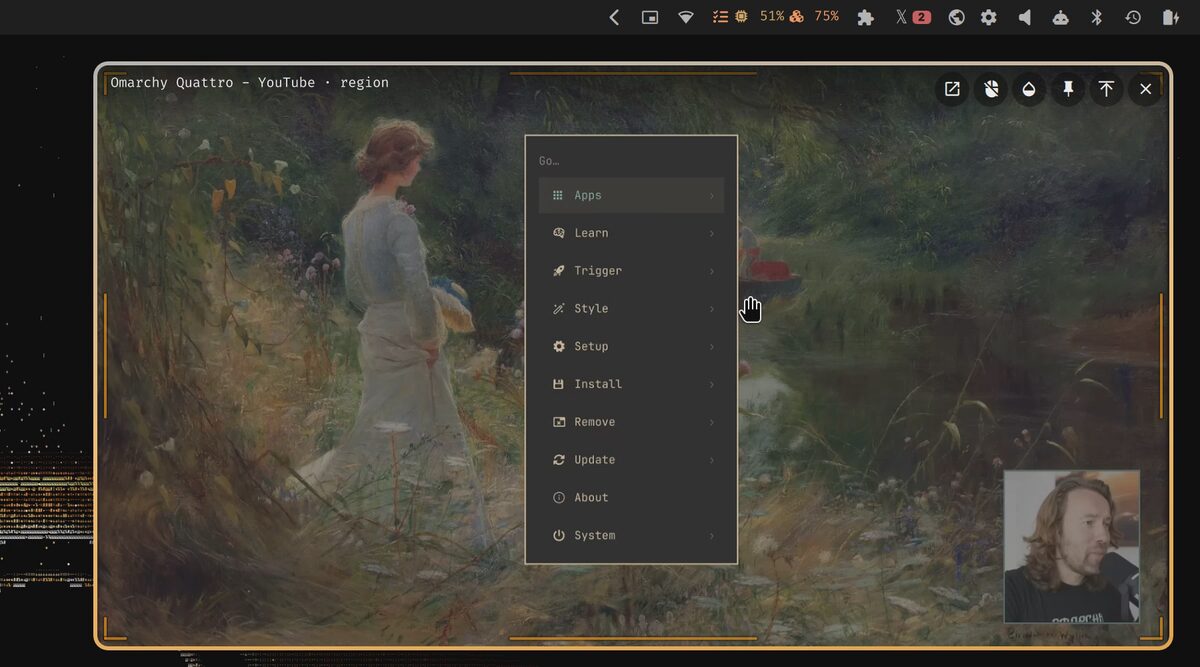 51% 75% 2
Omarchy Quattro - YouTube · region
Go…
Apps
Learn
Trigger
Style
Setup
Install
Remove
Update
About
System